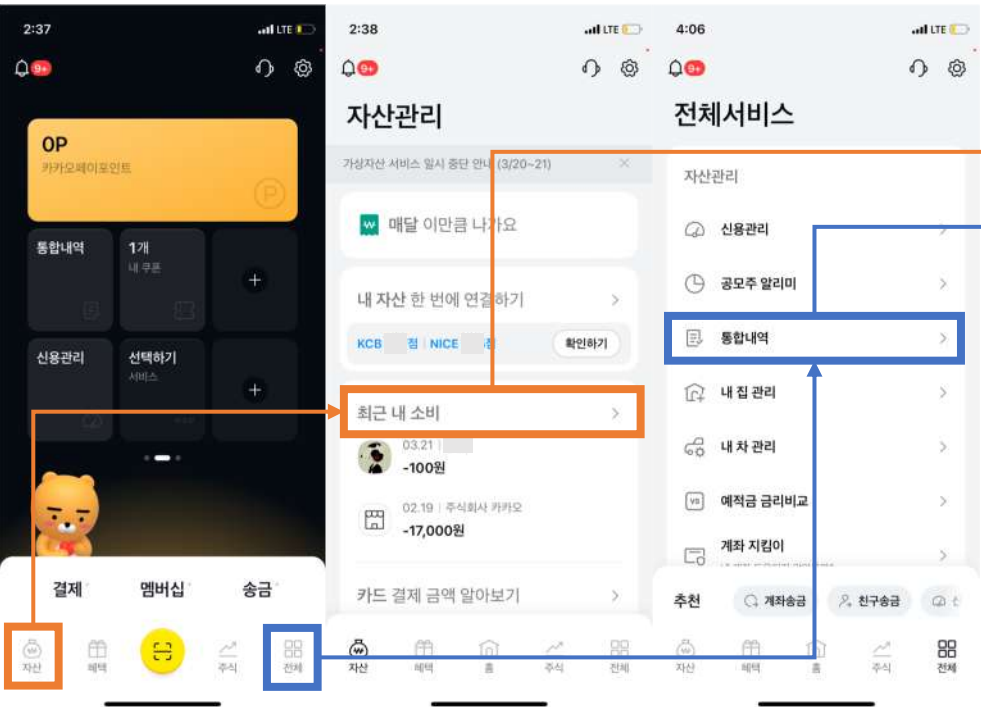 2:37
LTE
9+
0P
카카오페이포인트
P
통합내역
1개
내 쿠폰
+
신용관리
선택하기
서비스
+
결제
멤버십
송금
자산
혜택
주식
전체
2:38
LTE
9+
자산관리
가상자산 서비스 일시 중단 안내 (3/20~21)
₩ 매달 이만큼 나가요
내 자산 한 번에 연결하기
KCB 점 NICE 점
확인하기
최근 내 소비
03.21
-100원
02.19 | 주식회사 카카오
-17,000원
카드 결제 금액 알아보기
자산
혜택
홈
주식
전체
4:06
LTE
9+
전체서비스
자산관리
신용관리
공모주 알리미
통합내역
내 집 관리
내 차 관리
VS 예적금 금리비교
계좌 지킴이
추천
계좌송금
친구송금
자산
혜택
홈
주식
전체